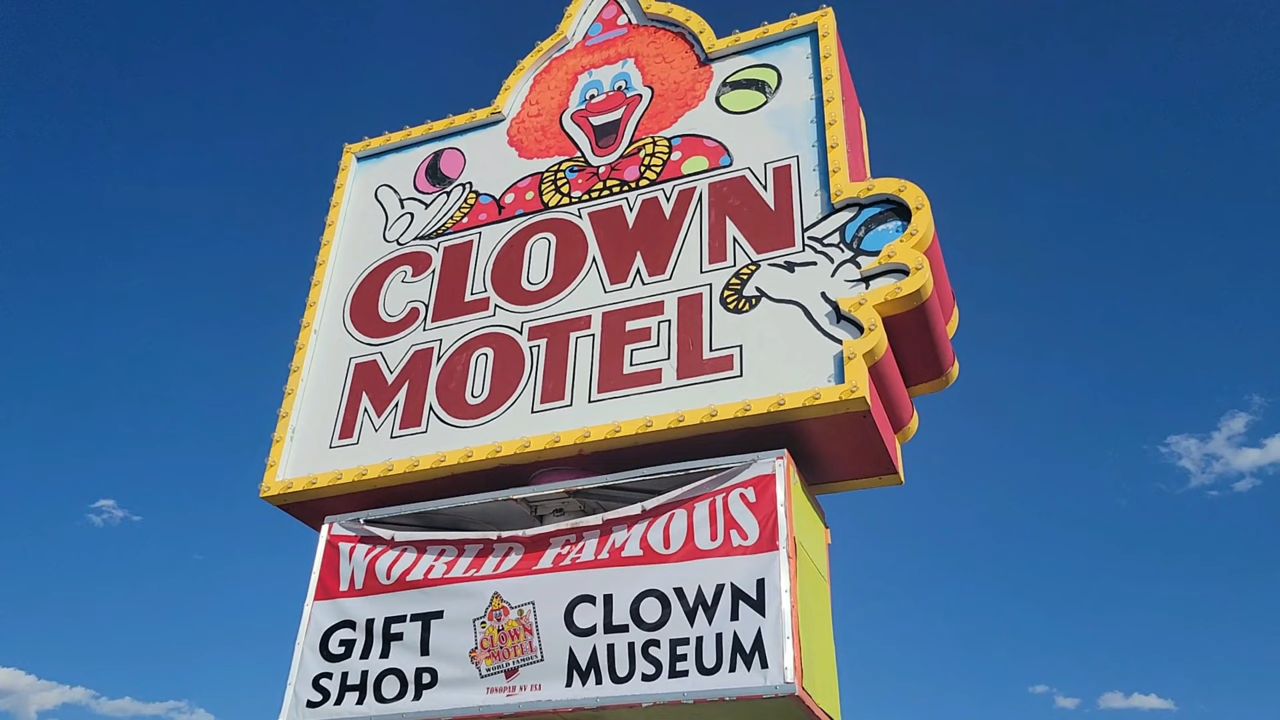 CLOWN
MOTEL
WORLD FAMOUS
GIFT
SHOP
CLOWN
MOTEL
WORLD FAMOUS
TONOPAH NV USA
CLOWN
MUSEUM